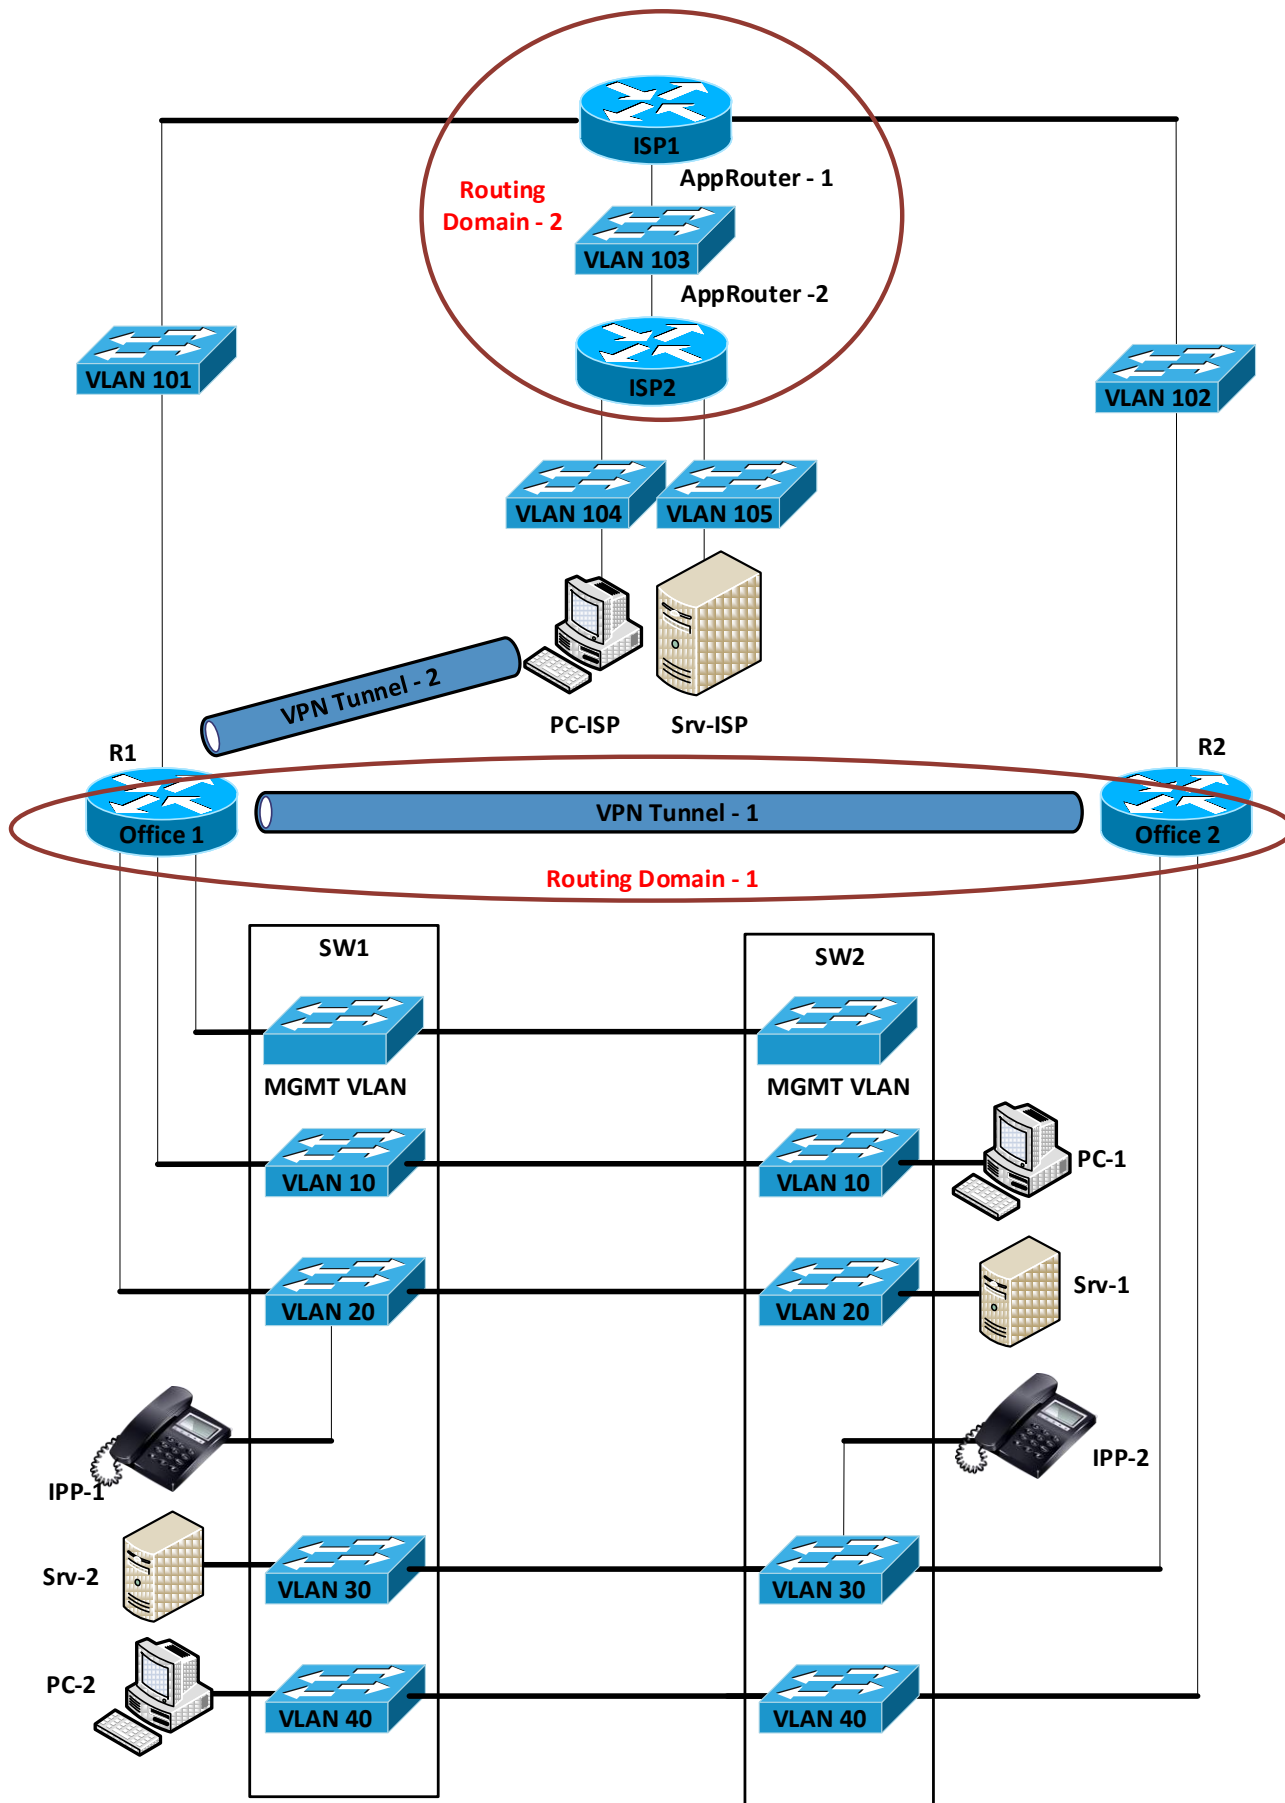 ISP1
AppRouter - 1
Routing
Domain - 2
VLAN 103
AppRouter -2
ISP2
VLAN 101
VLAN 102
VLAN 104
VLAN 105
VPN Tunnel - 2
PC-ISP
Srv-ISP
R1
R2
Office 1
VPN Tunnel - 1
Office 2
Routing Domain - 1
SW1
SW2
MGMT VLAN
MGMT VLAN
VLAN 10
VLAN 10
PC-1
VLAN 20
VLAN 20
Srv-1
IPP-1
IPP-2
Srv-2
VLAN 30
VLAN 30
PC-2
VLAN 40
VLAN 40